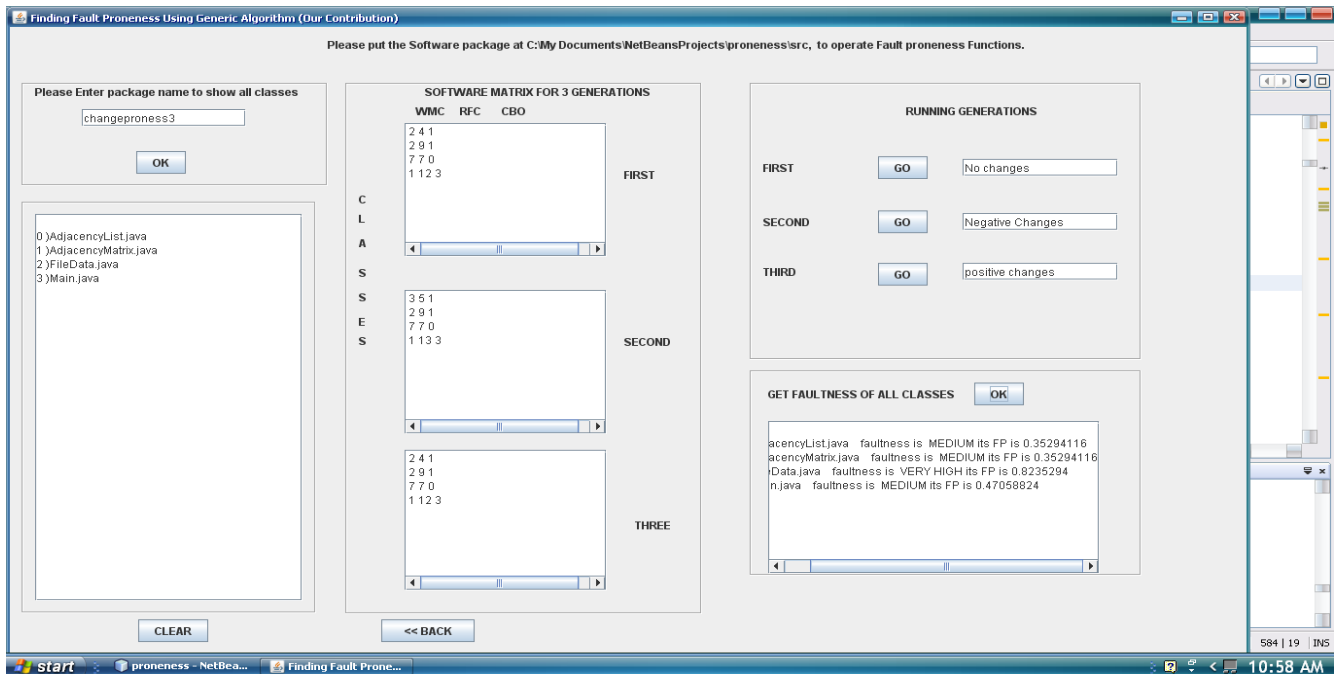 Finding Fault Proneness Using Generic Algorithm (Our Contribution)
Please put the Software package at C:\My Documents\NetBeansProjects\proneness\src, to operate Fault proneness Functions.
Please Enter package name to show all classes
changeproness3
OK
0 )AdjacencyList.java
1 )AdjacencyMatrix.java
2 )FileData.java
3 )Main.java
CLEAR
SOFTWARE MATRIX FOR 3 GENERATIONS
WMC RFC CBO
C
L
A
S
S
E
S
2 4 1
2 9 1
7 7 0
1 12 3
FIRST
3 5 1
2 9 1
7 7 0
1 13 3
SECOND
2 4 1
2 9 1
7 7 0
1 12 3
THREE
<< BACK
RUNNING GENERATIONS
FIRST GO No changes
SECOND GO Negative Changes
THIRD GO positive changes
GET FAULTNESS OF ALL CLASSES OK
acencyList.java faultness is MEDIUM its FP is 0.35294116
acencyMatrix.java faultness is MEDIUM its FP is 0.35294116
eData.java faultness is VERY HIGH its FP is 0.8235294
n.java faultness is MEDIUM its FP is 0.47058824
584 | 19 INS
start proneness - NetBea... Finding Fault Prone... 10:58 AM